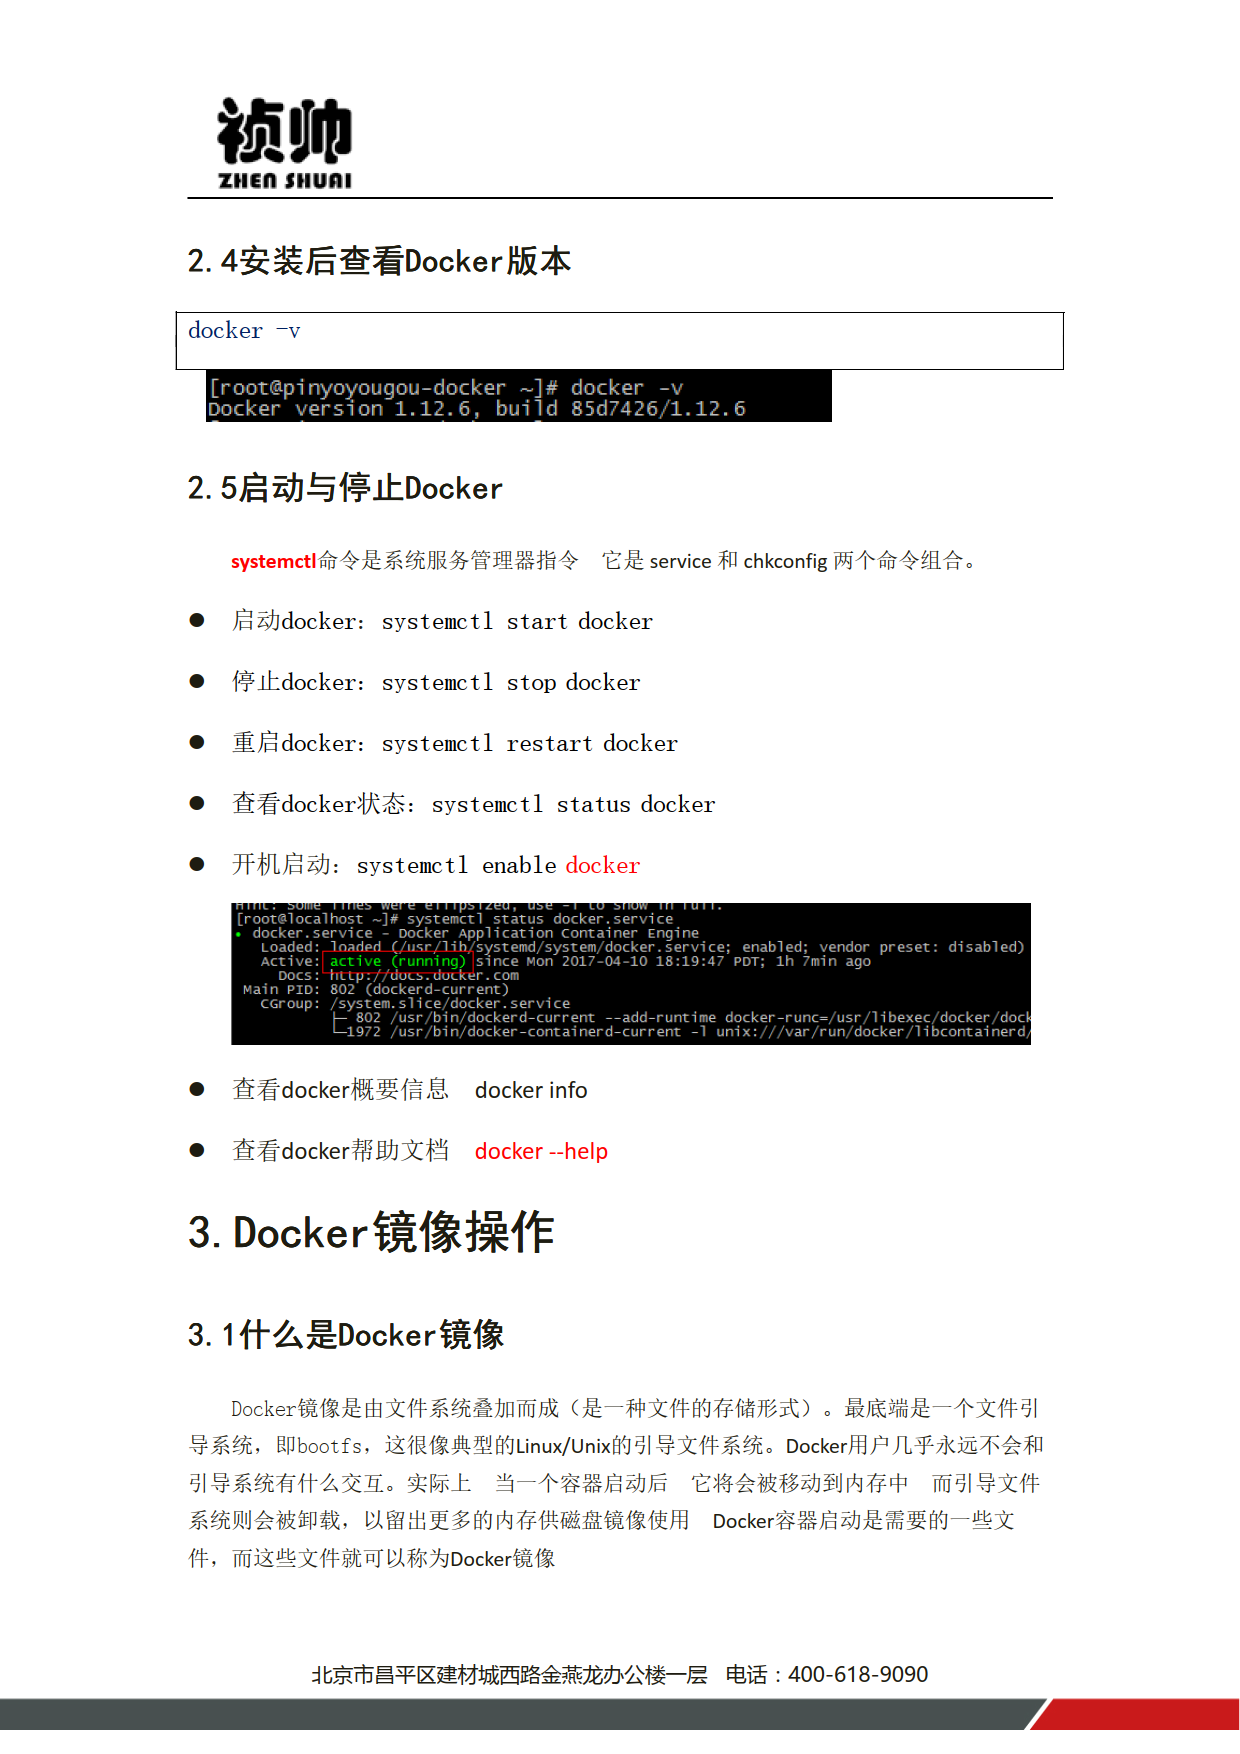 祯帅
ZHEN SHUAI
2.4安装后查看Docker版本
docker -v
[root@pinyoyougou-docker ~]# docker -v
Docker version 1.12.6, build 85d7426/1.12.6
2.5启动与停止Docker
systemctl命令是系统服务管理器指令　它是 service 和 chkconfig 两个命令组合。
● 启动docker：systemctl start docker
● 停止docker：systemctl stop docker
● 重启docker：systemctl restart docker
● 查看docker状态：systemctl status docker
● 开机启动：systemctl enable docker
Hint: Some lines were ellipsized, use -l to show in full.
[root@localhost ~]# systemctl status docker.service
● docker.service - Docker Application Container Engine
Loaded: loaded (/usr/lib/systemd/system/docker.service; enabled; vendor preset: disabled)
Active: active (running) since Mon 2017-04-10 18:19:47 PDT; 1h 7min ago
Docs: http://docs.docker.com
Main PID: 802 (dockerd-current)
CGroup: /system.slice/docker.service
├─ 802 /usr/bin/dockerd-current --add-runtime docker-runc=/usr/libexec/docker/dock
└─1972 /usr/bin/docker-containerd-current -l unix:///var/run/docker/libcontainerd/
● 查看docker概要信息　docker info
● 查看docker帮助文档　docker --help
3.Docker镜像操作
3.1什么是Docker镜像
Docker镜像是由文件系统叠加而成（是一种文件的存储形式）。最底端是一个文件引
导系统，即bootfs，这很像典型的Linux/Unix的引导文件系统。Docker用户几乎永远不会和
引导系统有什么交互。实际上　当一个容器启动后　它将会被移动到内存中　而引导文件
系统则会被卸载，以留出更多的内存供磁盘镜像使用　Docker容器启动是需要的一些文
件，而这些文件就可以称为Docker镜像
北京市昌平区建材城西路金燕龙办公楼一层　电话：400-618-9090